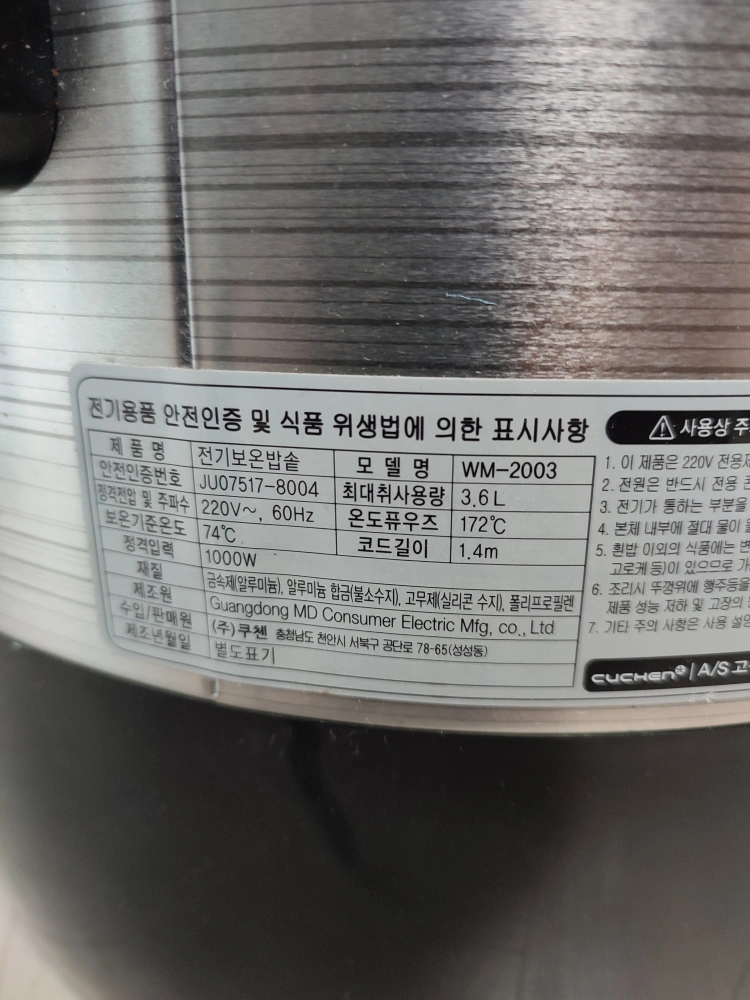 전기용품 안전인증 및 식품 위생법에 의한 표시사항
제 품 명 전기보온밥솥 모 델 명 WM-2003
안전인증번호 JU07517-8004 최대취사용량 3.6L
정격전압 및 주파수 220V~, 60Hz 온도퓨우즈 172℃
보온기준온도 74℃ 코드길이 1.4m
정격입력 1000W
재질 금속제(알루미늄), 알루미늄 합금(불소수지), 고무제(실리콘 수지), 폴리프로필렌
제조원 Guangdong MD Consumer Electric Mfg, co., Ltd
수입/판매원 (주)쿠첸 충청남도 천안시 서북구 공단로 78-65(성성동)
제조년월일 별도표기
사용상 주
1. 이 제품은 220V 전용제
2. 전원은 반드시 전용
3. 전기가 통하는 부분을
4. 본체 내부에 절대 물이
5. 흰밥 이외의 식품에는 변
고로케 등)이 있으므로 가
6. 조리시 뚜껑위에 행주등을
제품 성능 저하 및 고장의
7. 기타 주의 사항은 사용 설명
CUCHEN | A/S 고